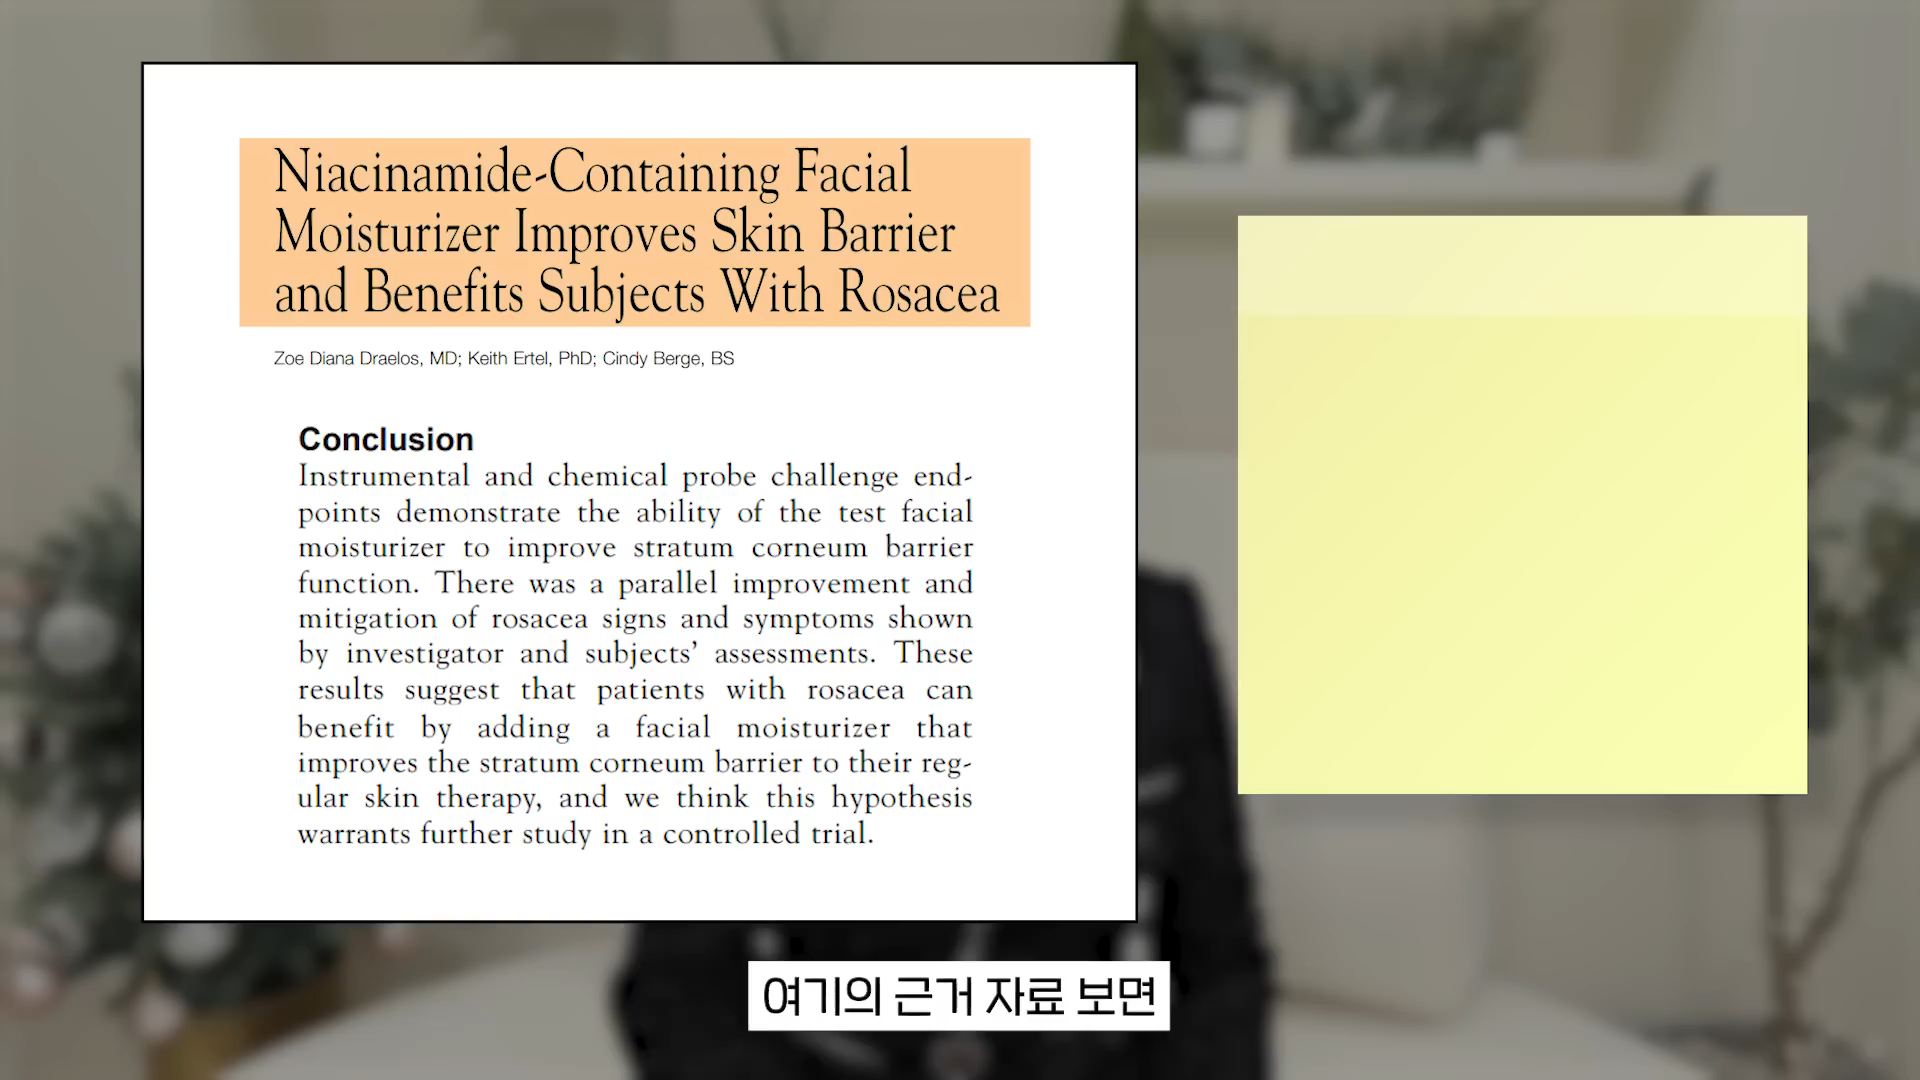 Niacinamide-Containing Facial
Moisturizer Improves Skin Barrier
and Benefits Subjects With Rosacea
Zoe Diana Draelos, MD; Keith Ertel, PhD; Cindy Berge, BS
Conclusion
Instrumental and chemical probe challenge end-
points demonstrate the ability of the test facial
moisturizer to improve stratum corneum barrier
function. There was a parallel improvement and
mitigation of rosacea signs and symptoms shown
by investigator and subjects’ assessments. These
results suggest that patients with rosacea can
benefit by adding a facial moisturizer that
improves the stratum corneum barrier to their reg-
ular skin therapy, and we think this hypothesis
warrants further study in a controlled trial.
여기의 근거 자료 보면